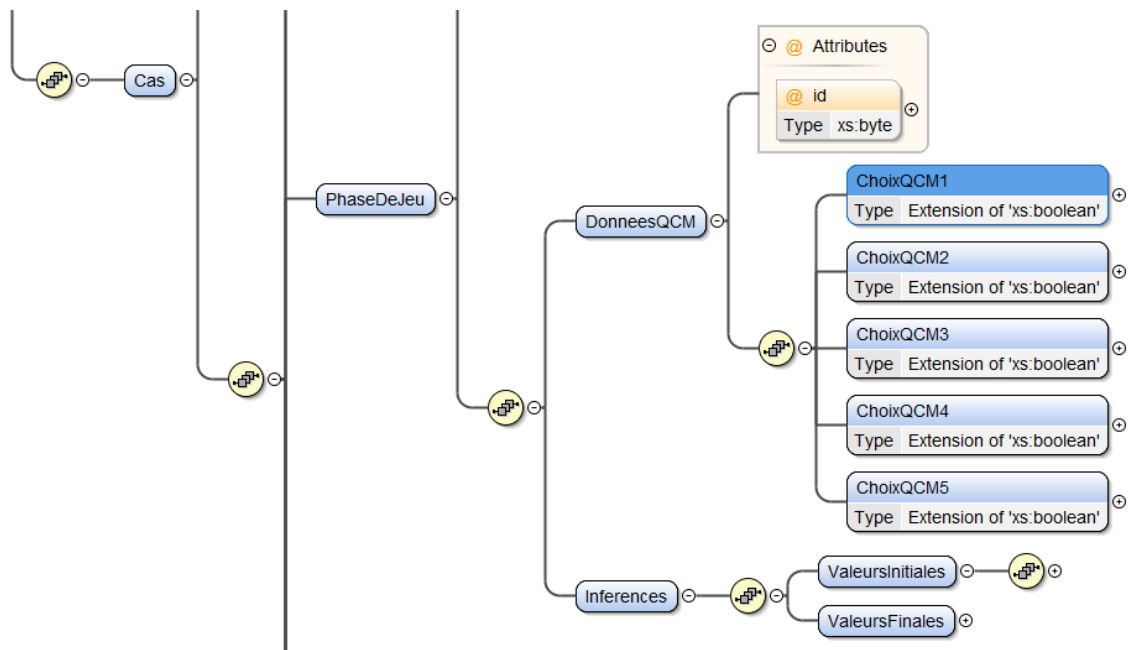 @ Attributes
@ id
Type xs:byte
Cas
PhaseDeJeu
DonneesQCM
ChoixQCM1
Type Extension of 'xs:boolean'
ChoixQCM2
Type Extension of 'xs:boolean'
ChoixQCM3
Type Extension of 'xs:boolean'
ChoixQCM4
Type Extension of 'xs:boolean'
ChoixQCM5
Type Extension of 'xs:boolean'
Inferences
ValeursInitiales
ValeursFinales